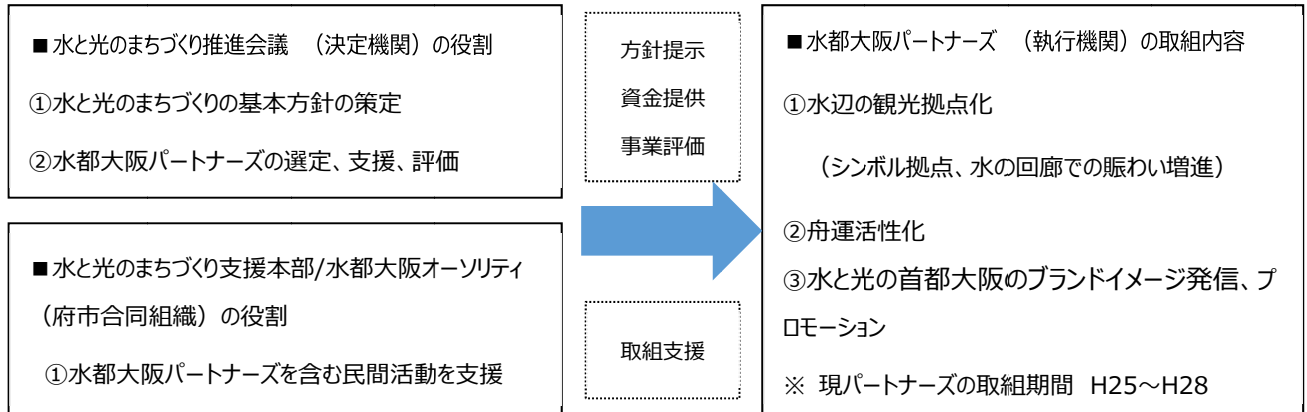 ■水と光のまちづくり推進会議 （決定機関）の役割
①水と光のまちづくりの基本方針の策定
②水都大阪パートナーズの選定、支援、評価
■水と光のまちづくり支援本部/水都大阪オーソリティ
（府市合同組織）の役割
①水都大阪パートナーズを含む民間活動を支援
方針提示
資金提供
事業評価
取組支援
■水都大阪パートナーズ （執行機関）の取組内容
①水辺の観光拠点化
（シンボル拠点、水の回廊での賑わい増進）
②舟運活性化
③水と光の首都大阪のブランドイメージ発信、プ
ロモーション
※ 現パートナーズの取組期間 H25～H28